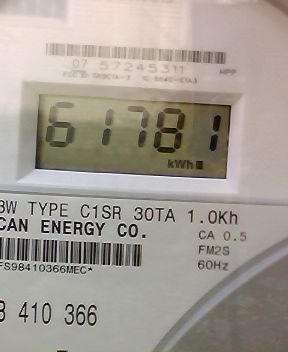 07 57245311
61781
kWh
3W TYPE C1SR 30TA 1.0Kh
CAN ENERGY CO.
CA 0.5
FM2S
60Hz
FS98410366MEC*
410 366